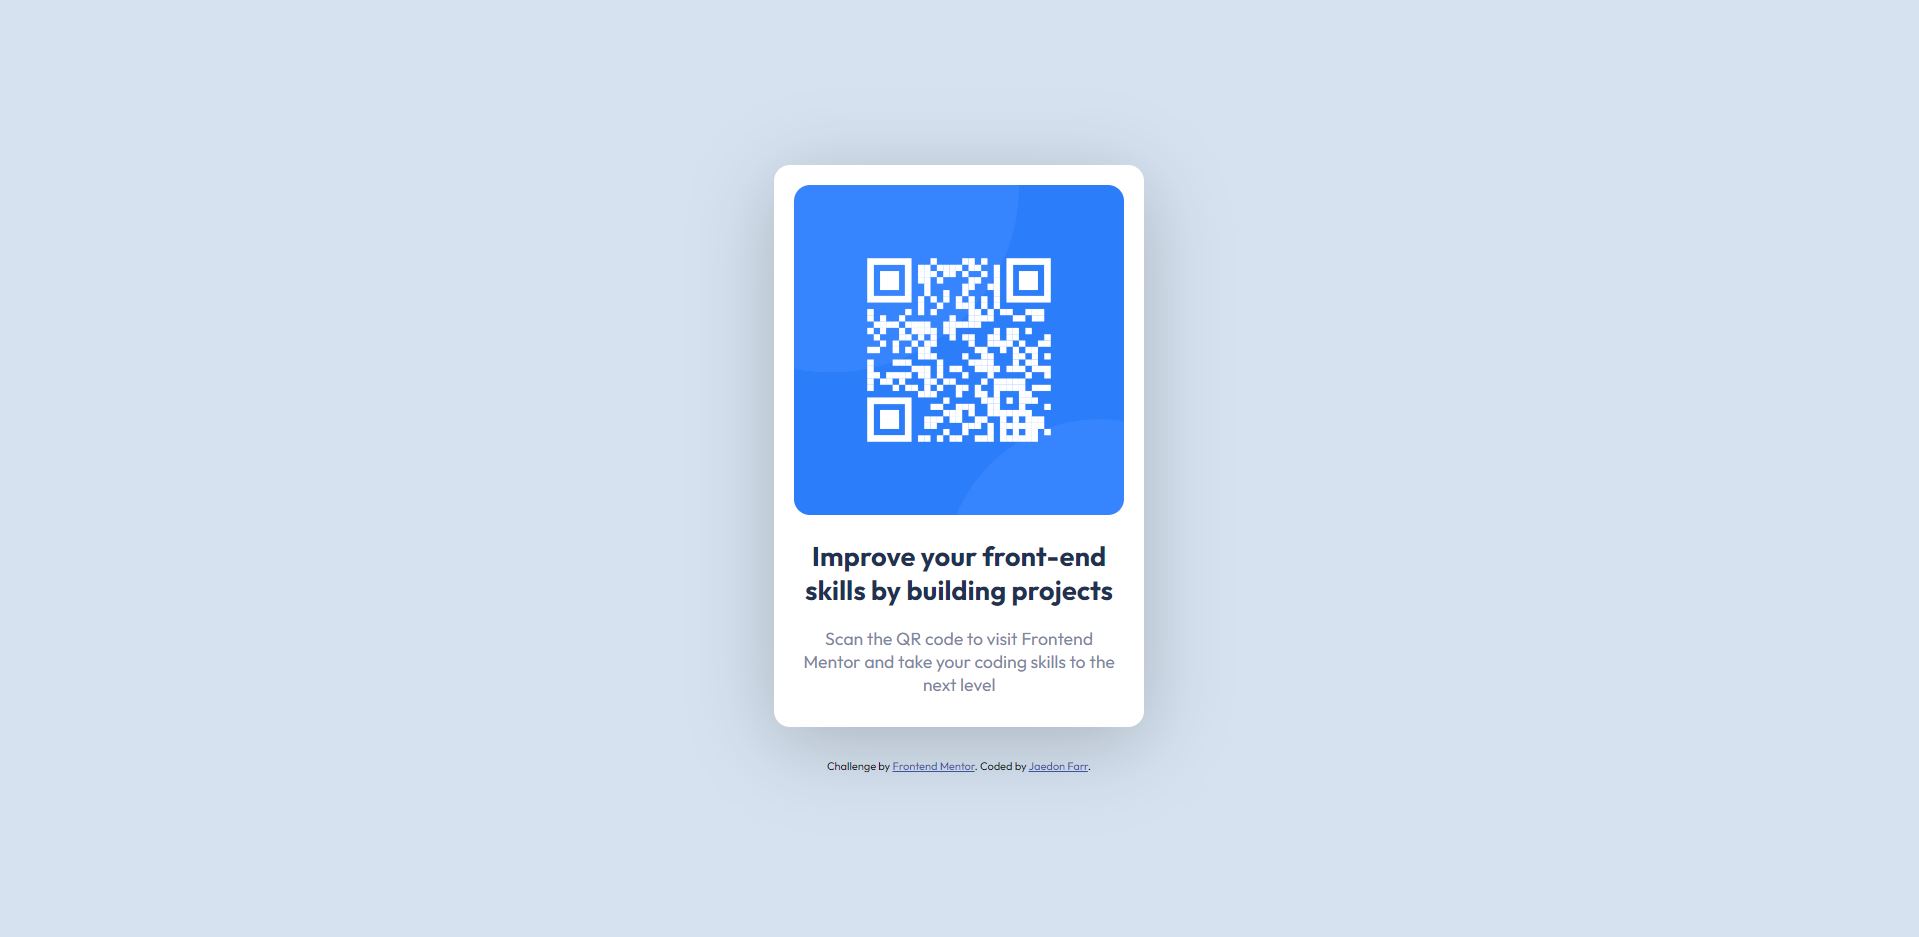 Improve your front-end
skills by building projects
Scan the QR code to visit Frontend
Mentor and take your coding skills to the
next level
Challenge by Frontend Mentor. Coded by Jaedon Farr.